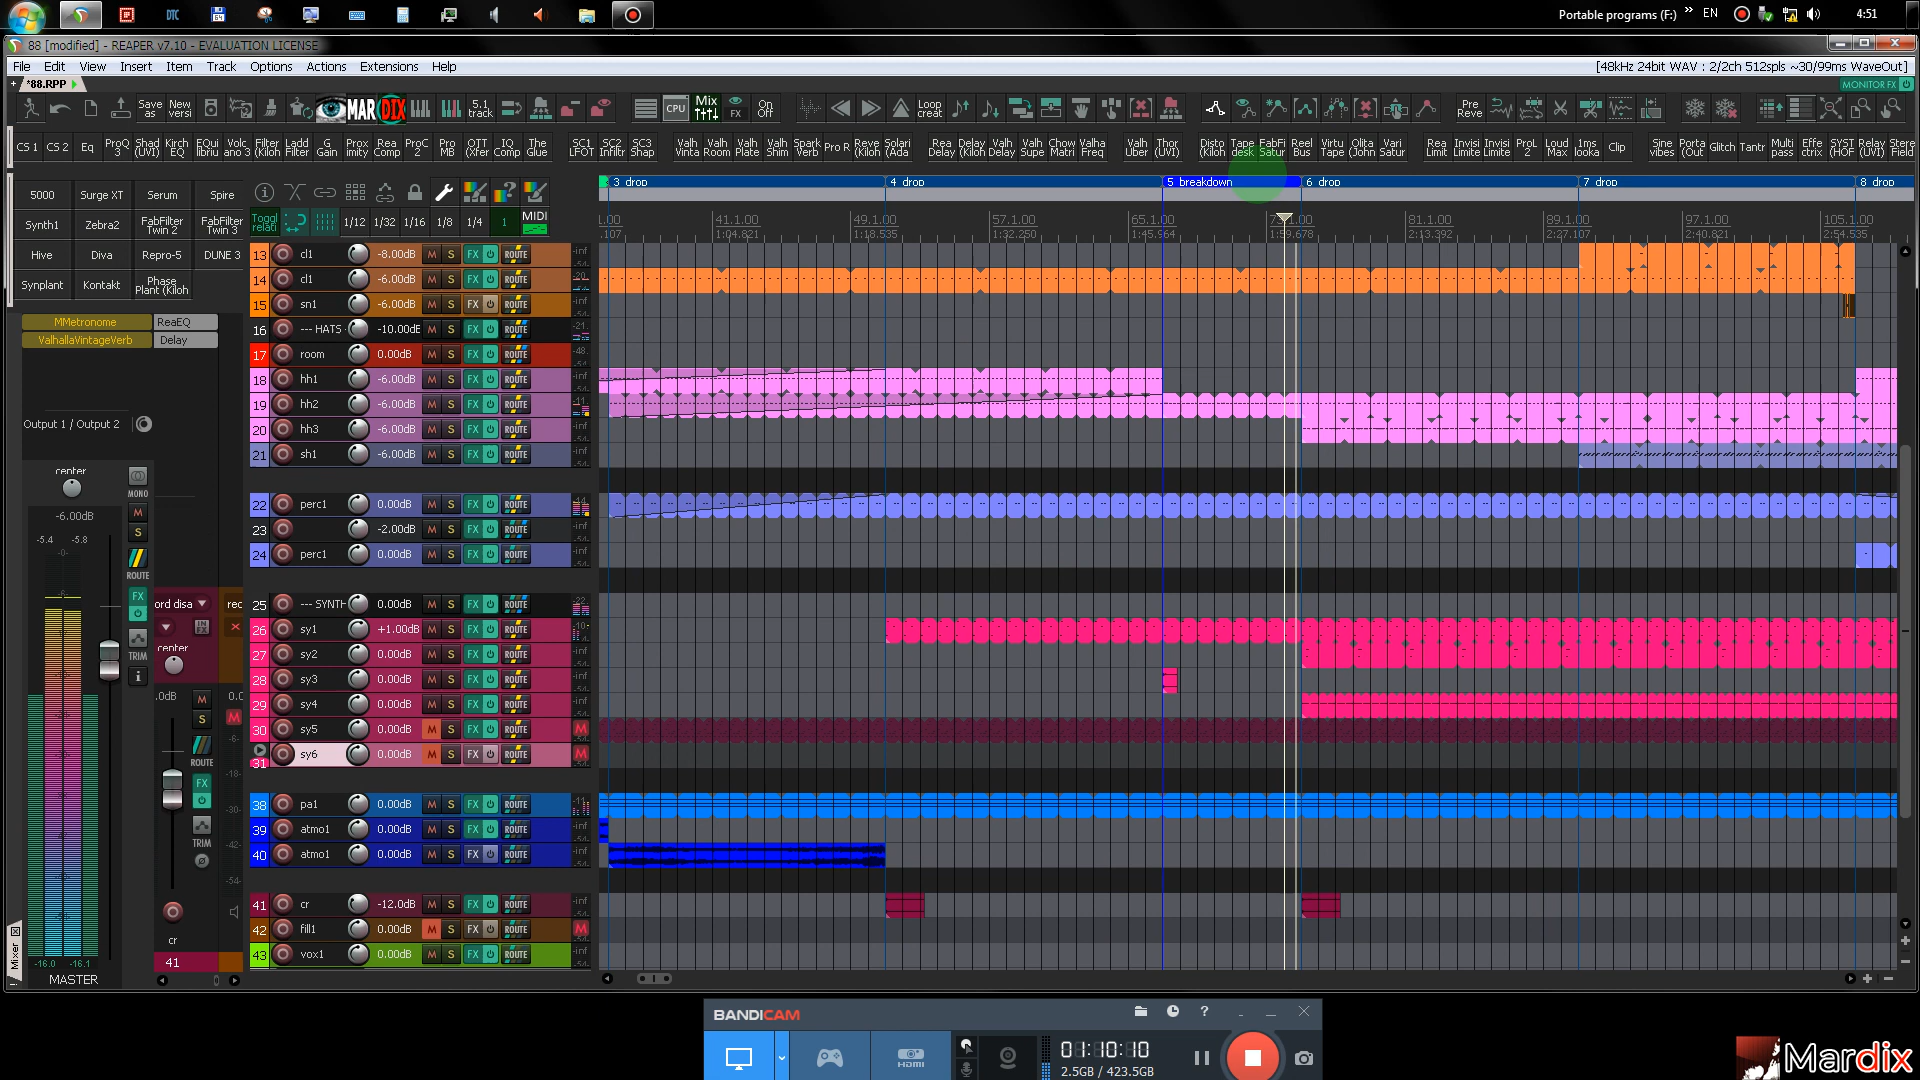 Portable programs (F:) » EN 4:51
88 [modified] - REAPER v7.10 - EVALUATION LICENSE
File Edit View Insert Item Track Options Actions Extensions Help
[48kHz 24bit WAV : 2/2ch 512spls ~30/99ms WaveOut]
*88.RPP
MONITOR FX
Save as New versi MARDIX 5.1 track CPU Mix FX On Off Loop creat Pre Reve
CS 1 CS 2 Eq ProQ 3 Shad (UVI) Kirch EQ EQui libriu Volc ano 3 Filter (Kiloh Ladd Filter G Gain Prox imity Rea Comp ProC 2 Pro MB OTT (Xfer IQ Comp The Glue SC1 LFOT SC2 Infiltr SC3 Shap Valh Vinta Valh Room Valh Plate Valh Shim Spark Verb Pro R Reve (Kiloh Solari (Ada Rea Delay Delay (Kiloh Valh Delay Valh Supe Chow Matri Valha Freq Valh Uber Thor (UVI) Disto (Kiloh Tape desk FabFi Satur Reel Bus Virtu Tape Olita (John Vari Satur Rea Limit Invisi Limite Invisi Limite ProL 2 Loud Max 1ms looka Clip Sine vibes Porta (Out Glitch Tantr Multi pass Effe ctrix SYST (HOF Relay (UVI) Stere Field
5000 Surge XT Serum Spire
Synth1 Zebra2 FabFilter Twin 2 FabFilter Twin 3
Hive Diva Repro-5 DUNE 3
Synplant Kontakt Phase Plant (Kiloh
Toggl relati 1/12 1/32 1/16 1/8 1/4 1 MIDI
3 drop 4 drop 5 breakdown 6 drop 7 drop 8 drop
41.1.00 49.1.00 57.1.00 65.1.00 81.1.00 89.1.00 97.1.00 105.1.00
1:04.821 1:18.535 1:32.250 1:45.964 1:59.678 2:13.392 2:27.107 2:40.821 2:54.535
MMetronome ReaEQ
ValhallaVintageVerb Delay
Output 1 / Output 2
center
MONO
M
S
-6.00dB
-5.4 -5.8
ROUTE
FX
TRIM
-16.0 -16.1
MASTER
Mixer
ord disa
rec
IN FX
center
.0dB
M
S
ROUTE
FX
TRIM
cr
41
13 cl1 -8.00dB M S FX ROUTE
14 cl1 -6.00dB M S FX ROUTE
15 sn1 -6.00dB M S FX ROUTE
16 --- HATS -10.00dE M S FX ROUTE
17 room 0.00dB M S FX ROUTE
18 hh1 -6.00dB M S FX ROUTE
19 hh2 -6.00dB M S FX ROUTE
20 hh3 -6.00dB M S FX ROUTE
21 sh1 -6.00dB M S FX ROUTE
22 perc1 0.00dB M S FX ROUTE
23 -2.00dB M S FX ROUTE
24 perc1 0.00dB M S FX ROUTE
25 --- SYNTH 0.00dB M S FX ROUTE
26 sy1 +1.00dB M S FX ROUTE
27 sy2 0.00dB M S FX ROUTE
28 sy3 0.00dB M S FX ROUTE
29 sy4 0.00dB M S FX ROUTE
30 sy5 0.00dB M S FX ROUTE M
31 sy6 0.00dB M S FX ROUTE M
38 pa1 0.00dB M S FX ROUTE
39 atmo1 0.00dB M S FX ROUTE
40 atmo1 0.00dB M S FX ROUTE
41 cr -12.0dB M S FX ROUTE
42 fill1 0.00dB M S FX ROUTE M
43 vox1 0.00dB M S FX ROUTE
BANDICAM
HDMI
01:10:10
2.5GB / 423.5GB
Mardix